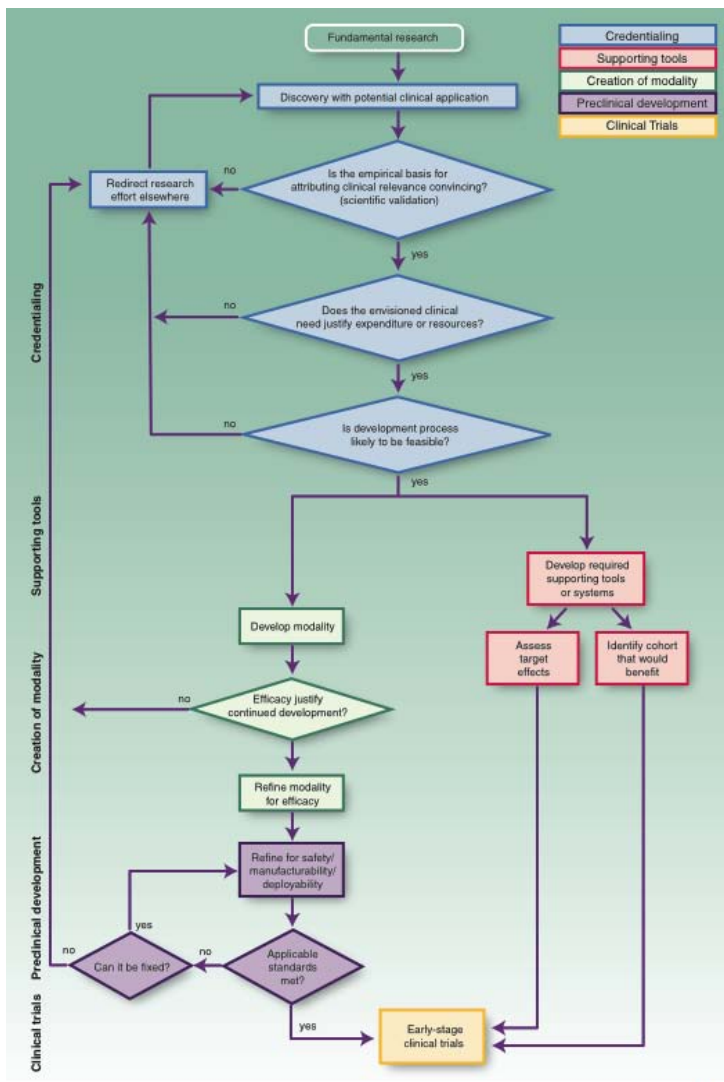 Fundamental research
Credentialing
Supporting tools
Creation of modality
Preclinical development
Clinical Trials
Discovery with potential clinical application
Is the empirical basis for
attributing clinical relevance convincing?
(scientific validation)
no
Redirect research
effort elsewhere
yes
Does the envisioned clinical
need justify expenditure or resources?
no
yes
Is development process
likely to be feasible?
no
yes
Develop required
supporting tools
or systems
Develop modality
Assess
target
effects
Identify cohort
that would
benefit
Efficacy justify
continued development?
no
Refine modality
for efficacy
Refine for safety/
manufacturability/
deployability
yes
Can it be fixed?
no
no
Applicable
standards
met?
yes
Early-stage
clinical trials
Credentialing
Supporting tools
Creation of modality
Preclinical development
Clinical trials